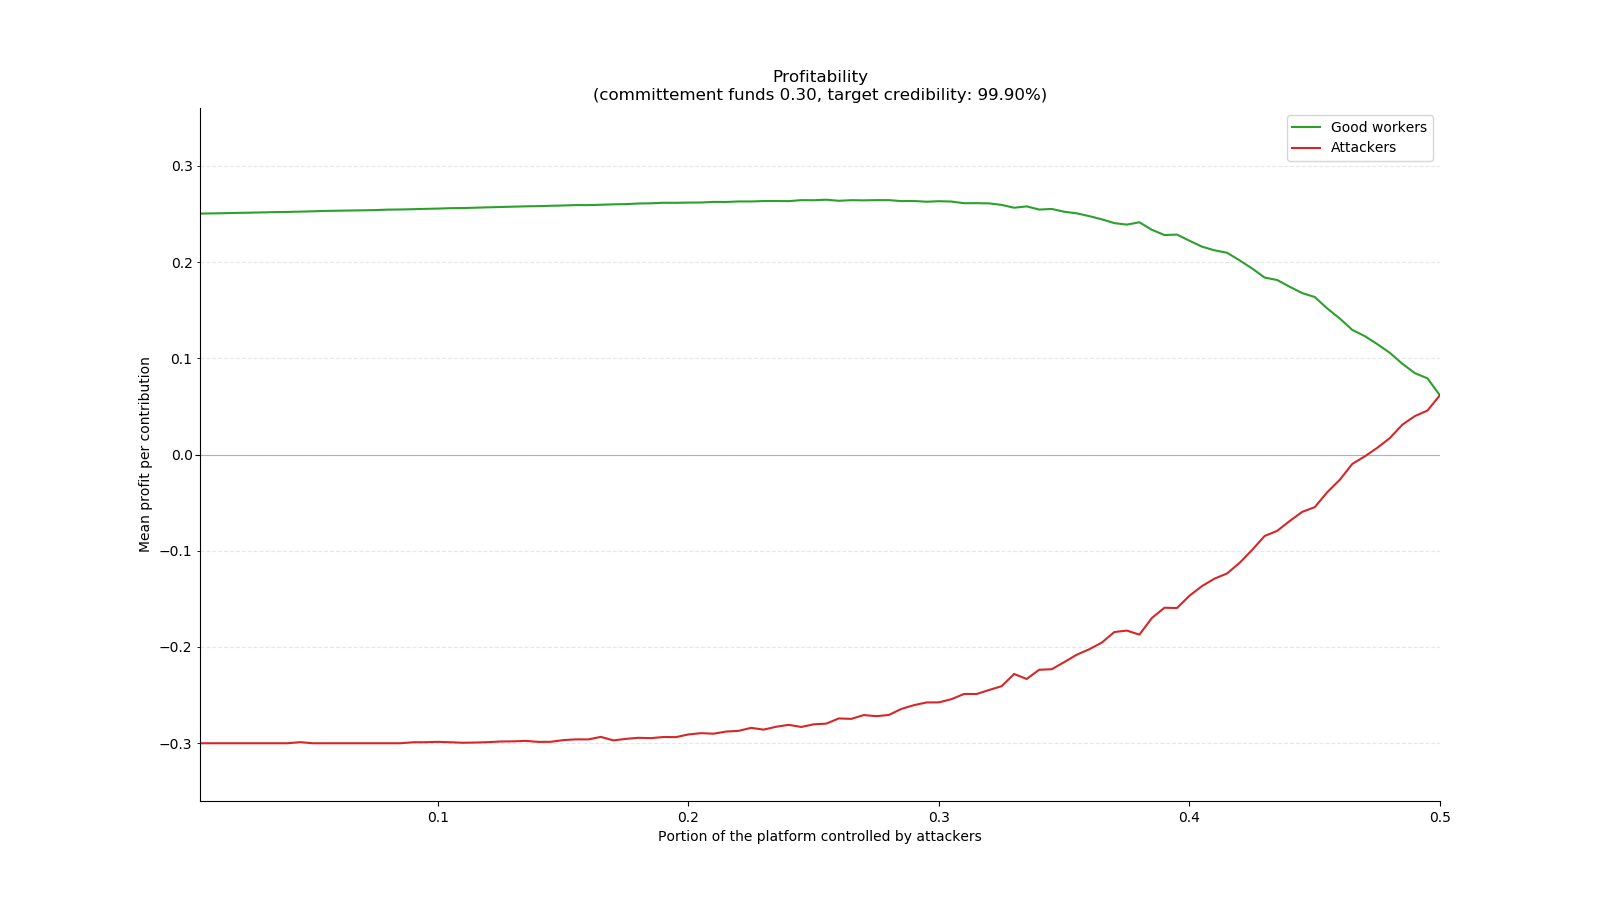 Profitability
(committement funds 0.30, target credibility: 99.90%)
Good workers
Attackers
Mean profit per contribution
0.3
0.2
0.1
0.0
−0.1
−0.2
−0.3
0.1
0.2
0.3
0.4
0.5
Portion of the platform controlled by attackers